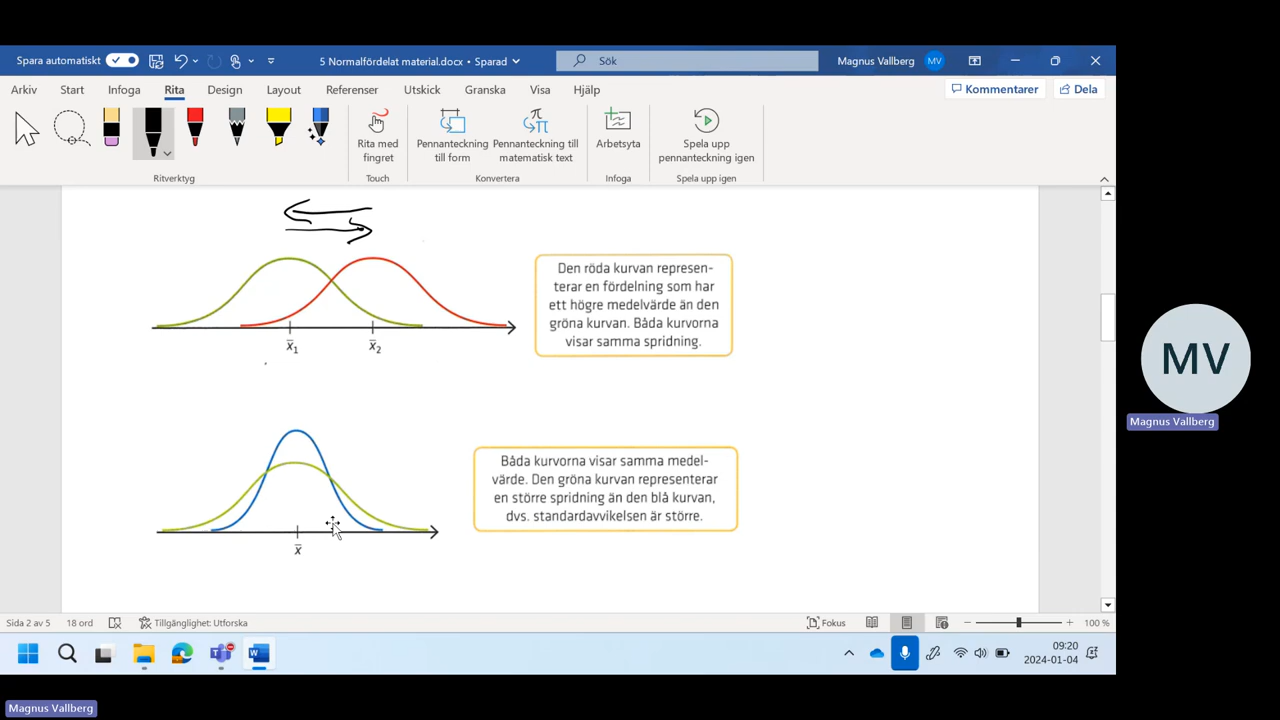 Spara automatiskt
5 Normalfördelat material.docx • Sparad
Sök
Magnus Vallberg
MV
Arkiv
Start
Infoga
Rita
Design
Layout
Referenser
Utskick
Granska
Visa
Hjälp
Kommentarer
Dela
Rita med
fingret
Pennanteckning
till form
Pennanteckning till
matematisk text
Arbetsyta
Spela upp
pennanteckning igen
Ritverktyg
Touch
Konvertera
Infoga
Spela upp igen
Den röda kurvan represen-
terar en fördelning som har
ett högre medelvärde än den
gröna kurvan. Båda kurvorna
visar samma spridning.
x̄₁
x̄₂
Båda kurvorna visar samma medel-
värde. Den gröna kurvan representerar
en större spridning än den blå kurvan,
dvs. standardavvikelsen är större.
x̄
MV
Magnus Vallberg
Sida 2 av 5
18 ord
Tillgänglighet: Utforska
Fokus
100 %
09:20
2024-01-04
Magnus Vallberg